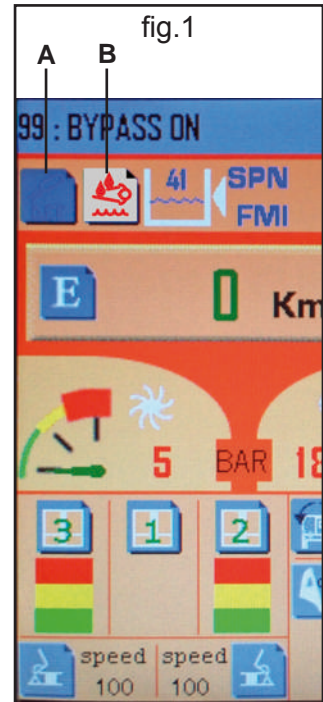 fig.1
A B
99 : BYPASS ON
41 SPN
FMI
E 0 Km
5 BAR 18
3 1 2
speed speed
100 100